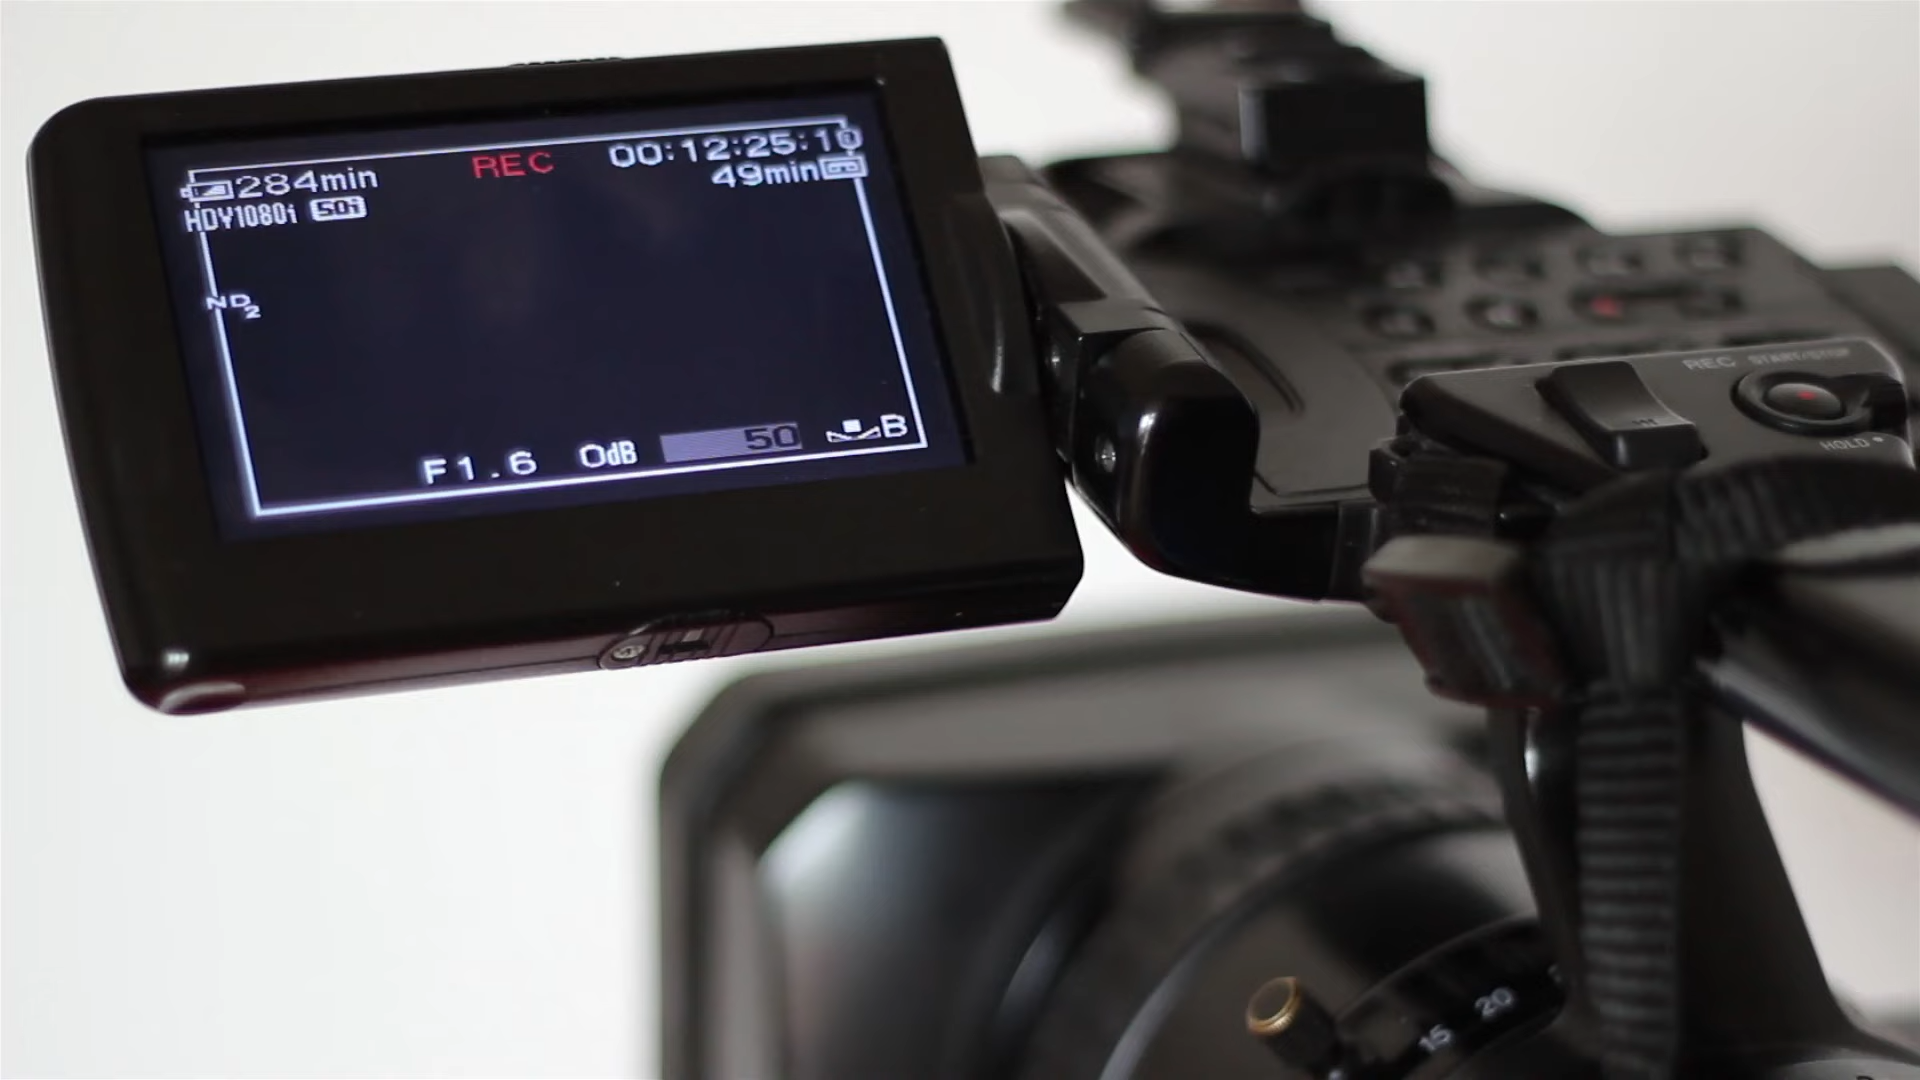 284min REC 00:12:25:10
49min
HDV1080i 50i
ND2
F1.6 0dB 50 B
REC START/STOP
HOLD
15 20